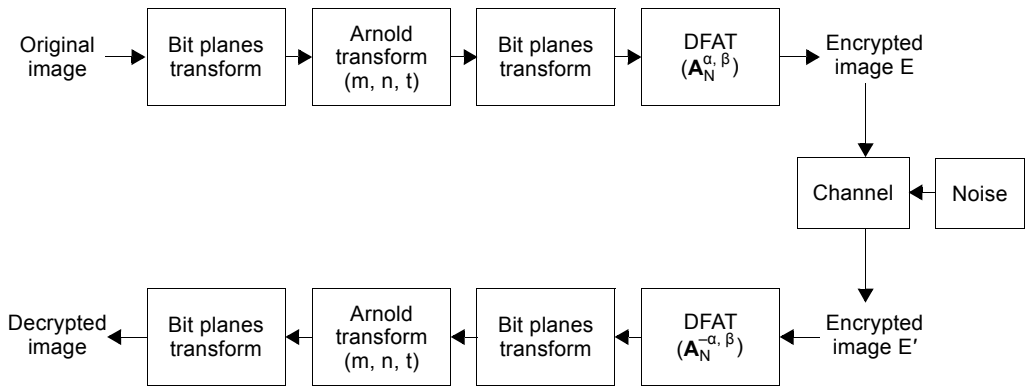 Original
image
Bit planes
transform
Arnold
transform
(m, n, t)
Bit planes
transform
DFAT
(A_N^{α, β})
Encrypted
image E
Channel
Noise
Decrypted
image
Bit planes
transform
Arnold
transform
(m, n, t)
Bit planes
transform
DFAT
(A_N^{−α, β})
Encrypted
image E′